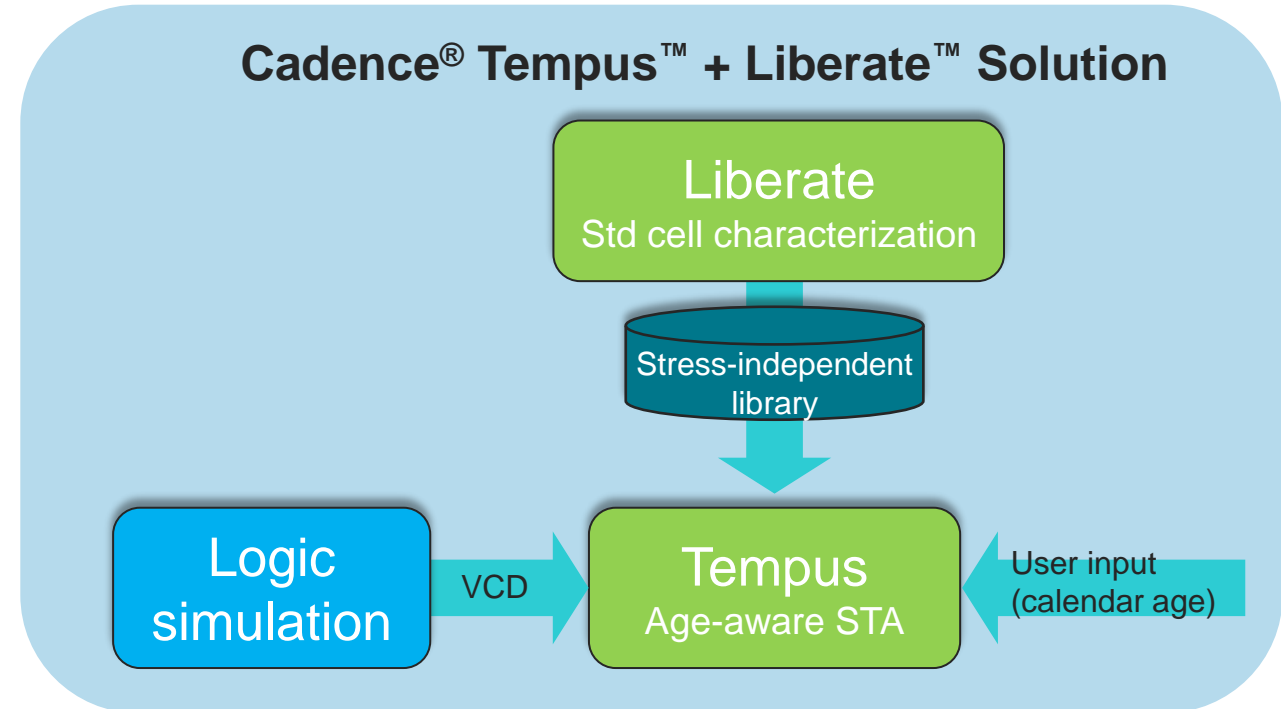 Cadence® Tempus™ + Liberate™ Solution
Liberate
Std cell characterization
Stress-independent
library
Logic
simulation
VCD
Tempus
Age-aware STA
User input
(calendar age)